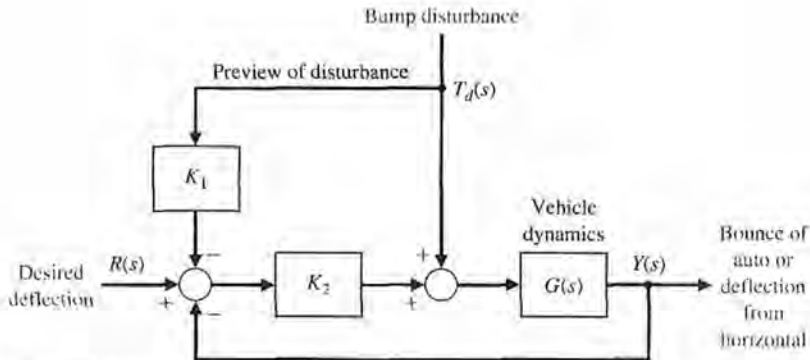 Bump disturbance
Preview of disturbance
T_d(s)
K_1
Vehicle
dynamics
Bounce of
auto or
deflection
from
horizontal
Desired
deflection
R(s)
+
−
−
K_2
+
+
G(s)
Y(s)